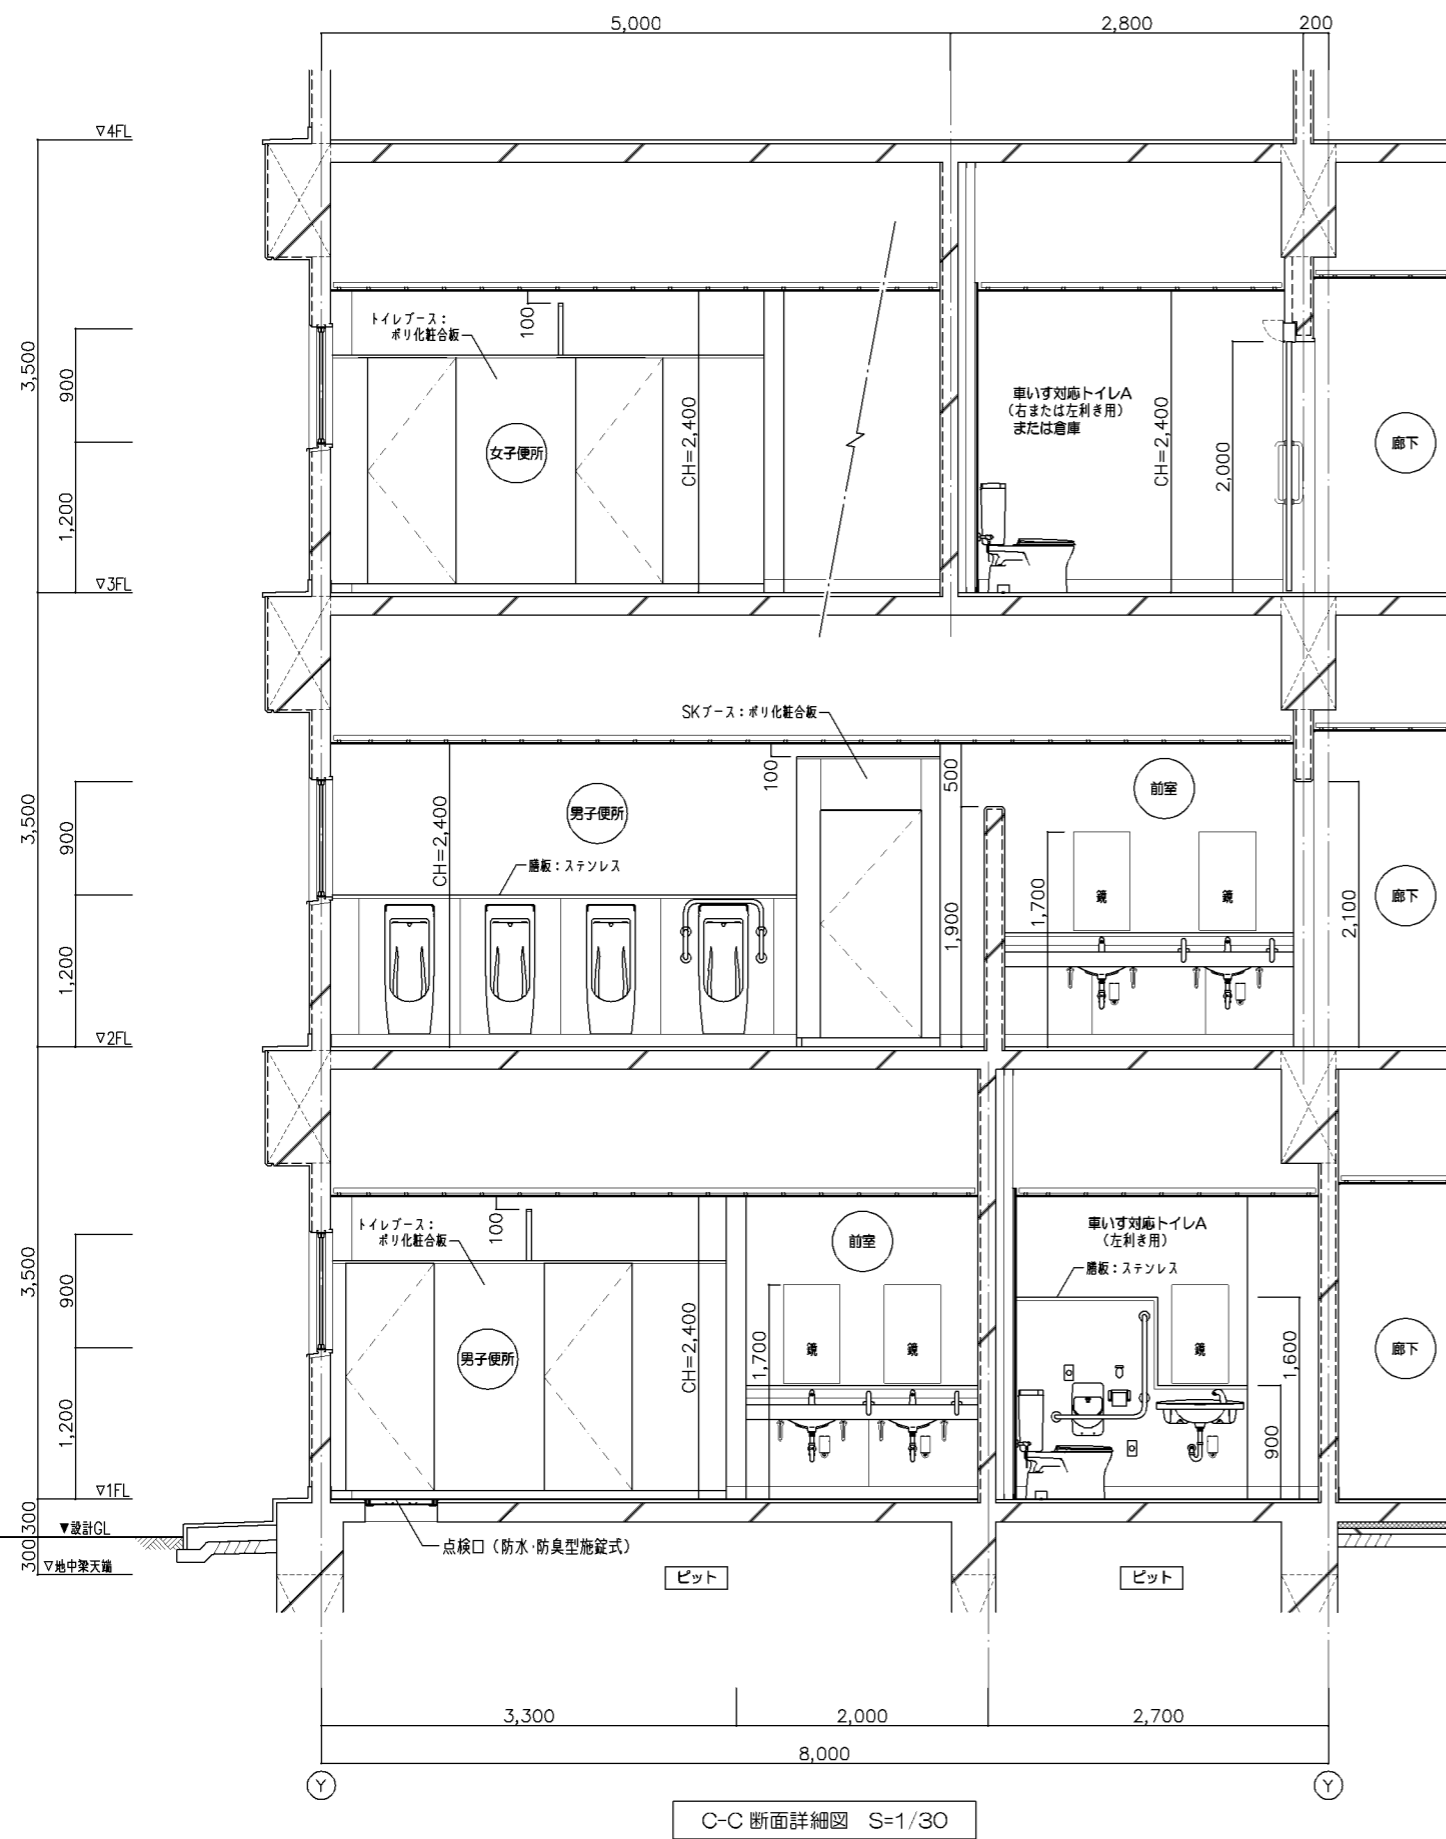 5,000
2,800
200
▽4FL
3,500
900
1,200
トイレブース：
ポリ化粧合板
100
女子便所
CH=2,400
車いす対応トイレA
（右または左利き用）
または倉庫
CH=2,400
2,000
廊下
▽3FL
SKブース：ポリ化粧合板
3,500
900
1,200
男子便所
CH=2,400
膳板：ステンレス
100
500
1,900
前室
1,700
鏡
鏡
2,100
廊下
▽2FL
3,500
900
1,200
トイレブース：
ポリ化粧合板
100
男子便所
CH=2,400
前室
1,700
鏡
鏡
車いす対応トイレA
（左利き用）
膳板：ステンレス
鏡
1,600
900
廊下
▽1FL
300
▼設計GL
300
▽地中梁天端
点検口（防水・防臭型施錠式）
ピット
ピット
3,300
2,000
2,700
8,000
Y
Y
C-C 断面詳細図 S=1/30